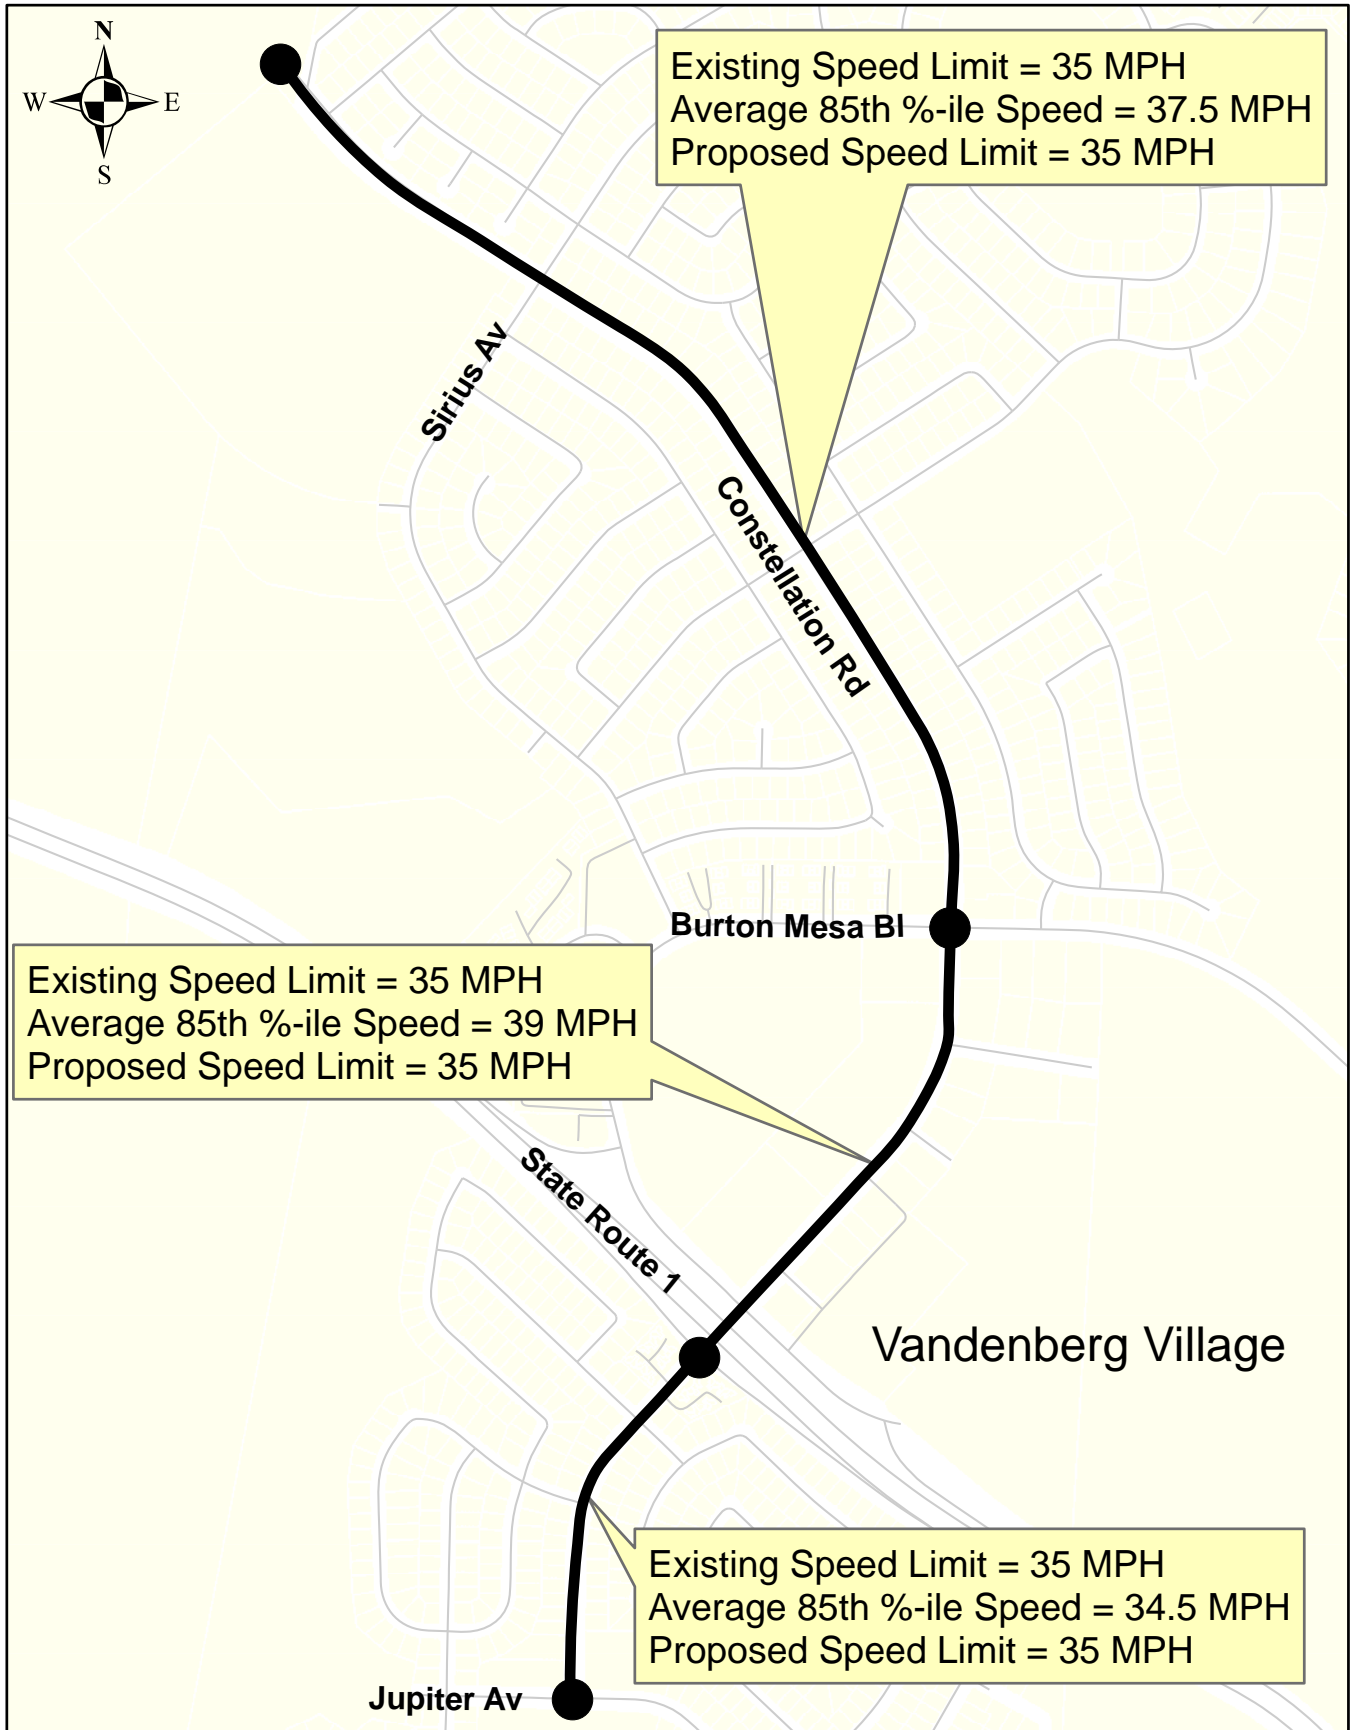 N
W E
S
Existing Speed Limit = 35 MPH
Average 85th %-ile Speed = 37.5 MPH
Proposed Speed Limit = 35 MPH
Sirius Av
Constellation Rd
Burton Mesa Bl
Existing Speed Limit = 35 MPH
Average 85th %-ile Speed = 39 MPH
Proposed Speed Limit = 35 MPH
State Route 1
Vandenberg Village
Existing Speed Limit = 35 MPH
Average 85th %-ile Speed = 34.5 MPH
Proposed Speed Limit = 35 MPH
Jupiter Av